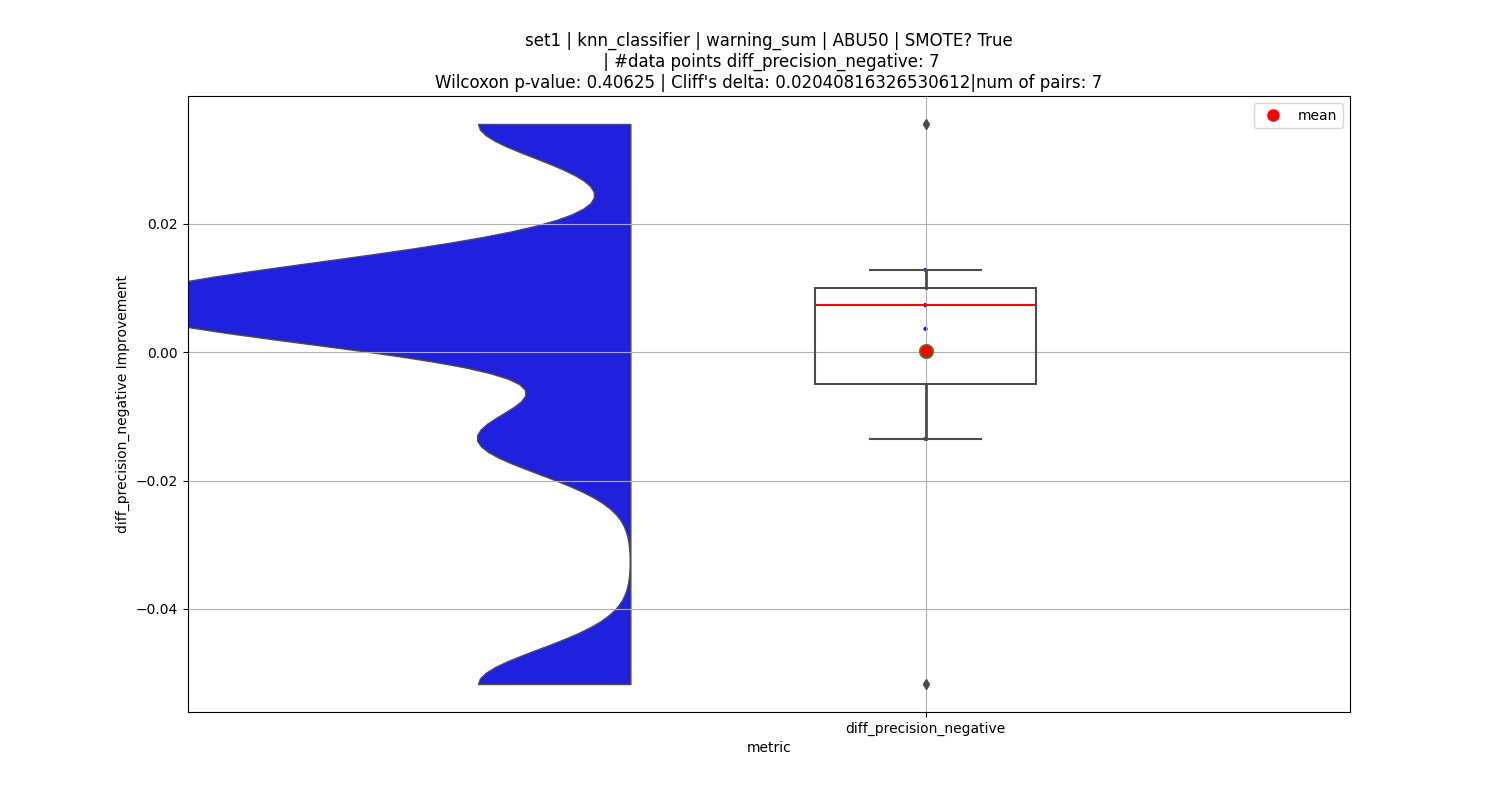 set1 | knn_classifier | warning_sum | ABU50 | SMOTE? True
| #data points diff_precision_negative: 7
Wilcoxon p-value: 0.40625 | Cliff's delta: 0.02040816326530612|num of pairs: 7
mean
0.02
0.00
−0.02
−0.04
diff_precision_negative Improvement
diff_precision_negative
metric